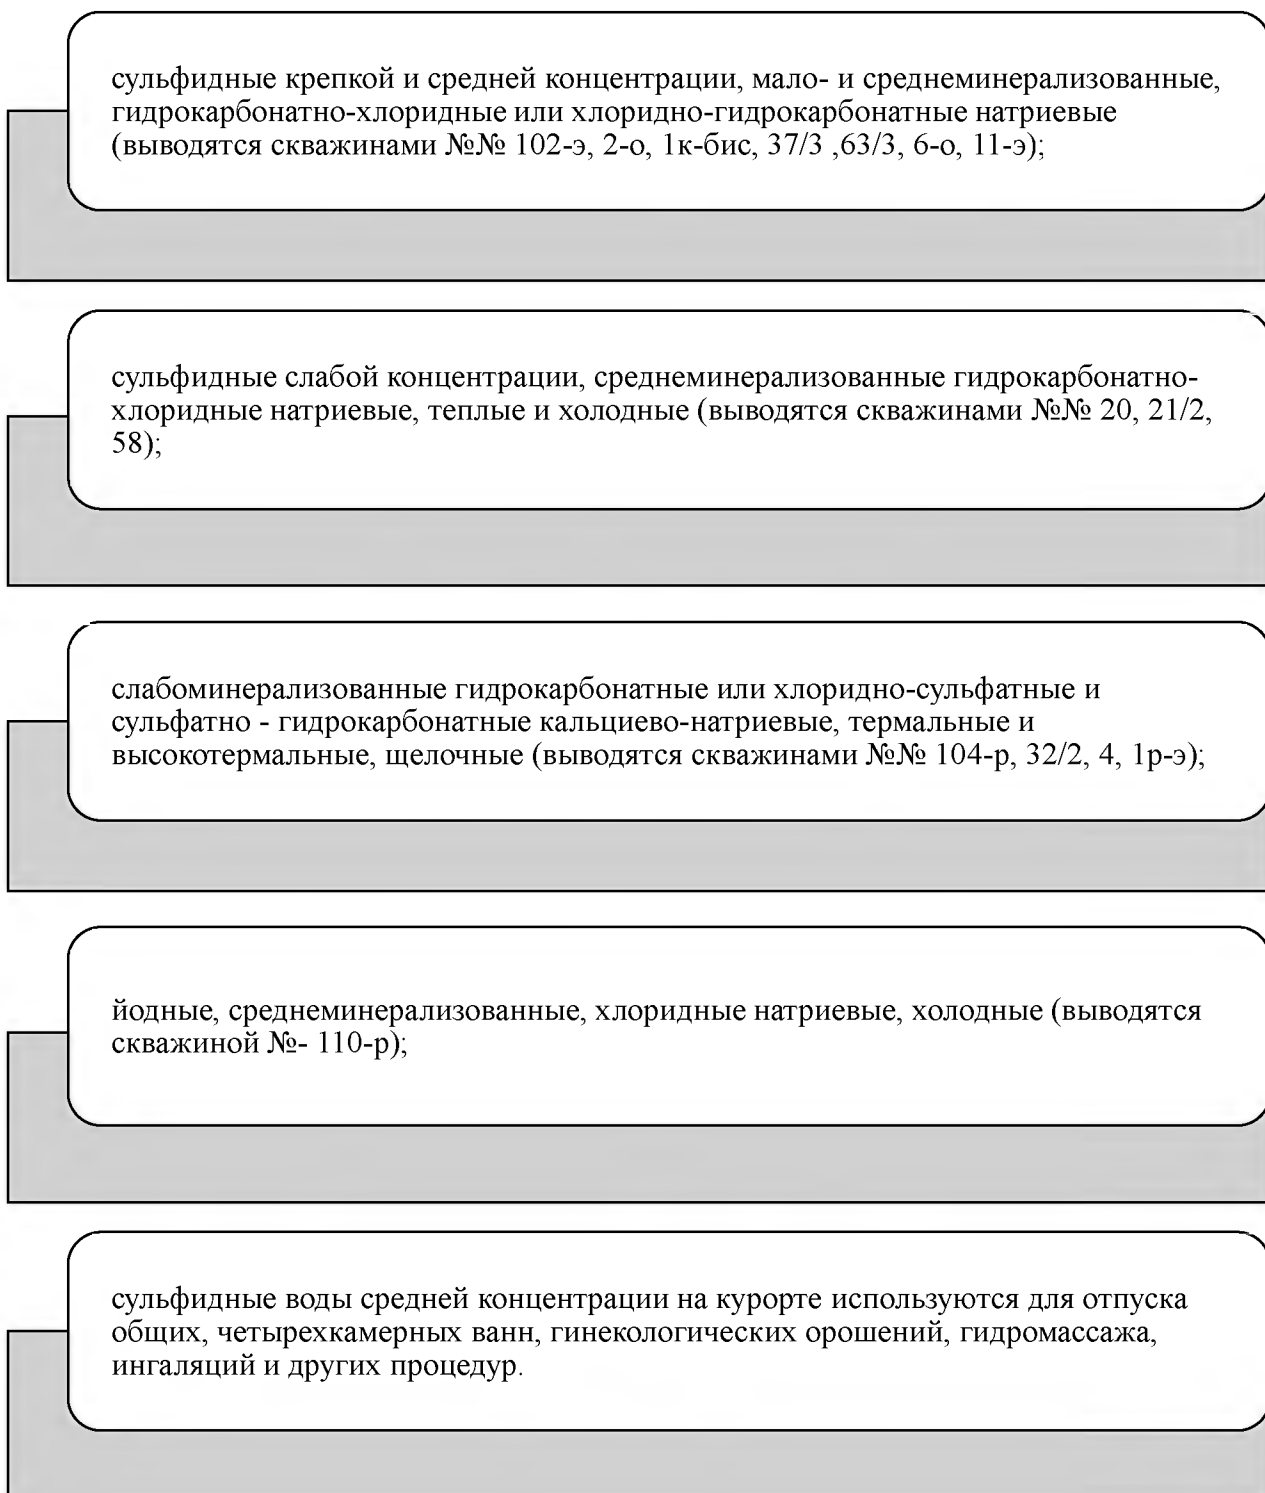 сульфидные крепкой и средней концентрации, мало- и среднеминерализованные,
гидрокарбонатно-хлоридные или хлоридно-гидрокарбонатные натриевые
(выводятся скважинами №№ 102-э, 2-о, 1к-бис, 37/3 ,63/3, 6-о, 11-э);
сульфидные слабой концентрации, среднеминерализованные гидрокарбонатно-
хлоридные натриевые, теплые и холодные (выводятся скважинами №№ 20, 21/2,
58);
слабоминерализованные гидрокарбонатные или хлоридно-сульфатные и
сульфатно - гидрокарбонатные кальциево-натриевые, термальные и
высокотермальные, щелочные (выводятся скважинами №№ 104-р, 32/2, 4, 1р-э);
йодные, среднеминерализованные, хлоридные натриевые, холодные (выводятся
скважиной №- 110-р);
сульфидные воды средней концентрации на курорте используются для отпуска
общих, четырехкамерных ванн, гинекологических орошений, гидромассажа,
ингаляций и других процедур.